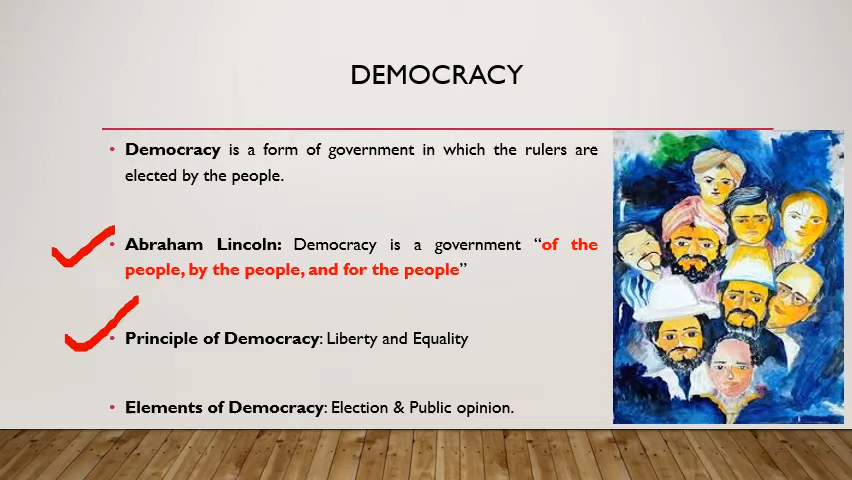 DEMOCRACY
• Democracy is a form of government in which the rulers are
elected by the people.
• Abraham Lincoln: Democracy is a government “of the
people, by the people, and for the people”
• Principle of Democracy: Liberty and Equality
• Elements of Democracy: Election & Public opinion.